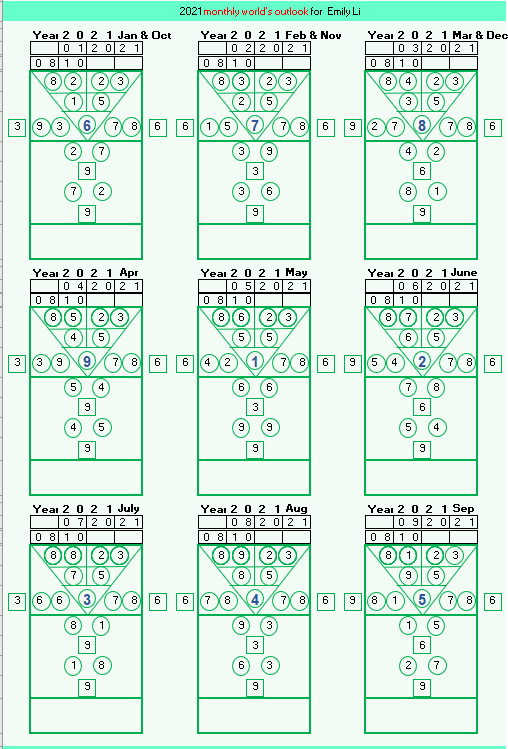 2021 monthly world's outlook for Emily Li
Year 2 0 2 1 Jan & Oct
0 1 2 0 2 1
0 8 1 0
8 2 2 3
1 5
3 9 3 6 7 8 6
2 7
9
7 2
9
Year 2 0 2 1 Feb & Nov
0 2 2 0 2 1
0 8 1 0
8 3 2 3
2 5
6 1 5 7 7 8 6
3 9
3
3 6
9
Year 2 0 2 1 Mar & Dec
0 3 2 0 2 1
0 8 1 0
8 4 2 3
3 5
9 2 7 8 7 8 6
4 2
6
8 1
9
Year 2 0 2 1 Apr
0 4 2 0 2 1
0 8 1 0
8 5 2 3
4 5
3 3 9 9 7 8 6
5 4
9
4 5
9
Year 2 0 2 1 May
0 5 2 0 2 1
0 8 1 0
8 6 2 3
5 5
6 4 2 1 7 8 6
6 6
3
9 9
9
Year 2 0 2 1 June
0 6 2 0 2 1
0 8 1 0
8 7 2 3
6 5
9 5 4 2 7 8 6
7 8
6
5 4
9
Year 2 0 2 1 July
0 7 2 0 2 1
0 8 1 0
8 8 2 3
7 5
3 6 6 3 7 8 6
8 1
9
1 8
9
Year 2 0 2 1 Aug
0 8 2 0 2 1
0 8 1 0
8 9 2 3
8 5
6 7 8 4 7 8 6
9 3
3
6 3
9
Year 2 0 2 1 Sep
0 9 2 0 2 1
0 8 1 0
8 1 2 3
9 5
9 8 1 5 7 8 6
1 5
6
2 7
9